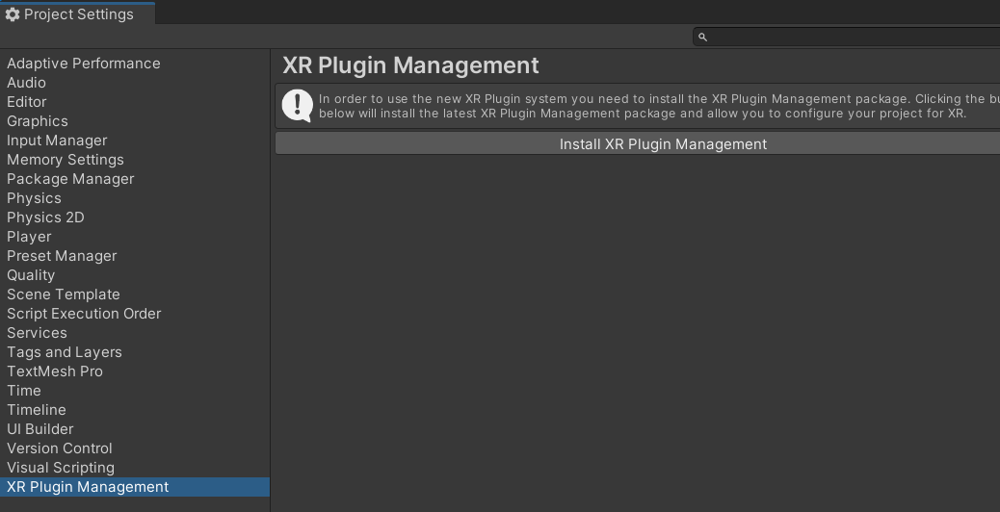 Project Settings
Adaptive Performance
Audio
Editor
Graphics
Input Manager
Memory Settings
Package Manager
Physics
Physics 2D
Player
Preset Manager
Quality
Scene Template
Script Execution Order
Services
Tags and Layers
TextMesh Pro
Time
Timeline
UI Builder
Version Control
Visual Scripting
XR Plugin Management
XR Plugin Management
In order to use the new XR Plugin system you need to install the XR Plugin Management package. Clicking the
below will install the latest XR Plugin Management package and allow you to configure your project for XR.
Install XR Plugin Management